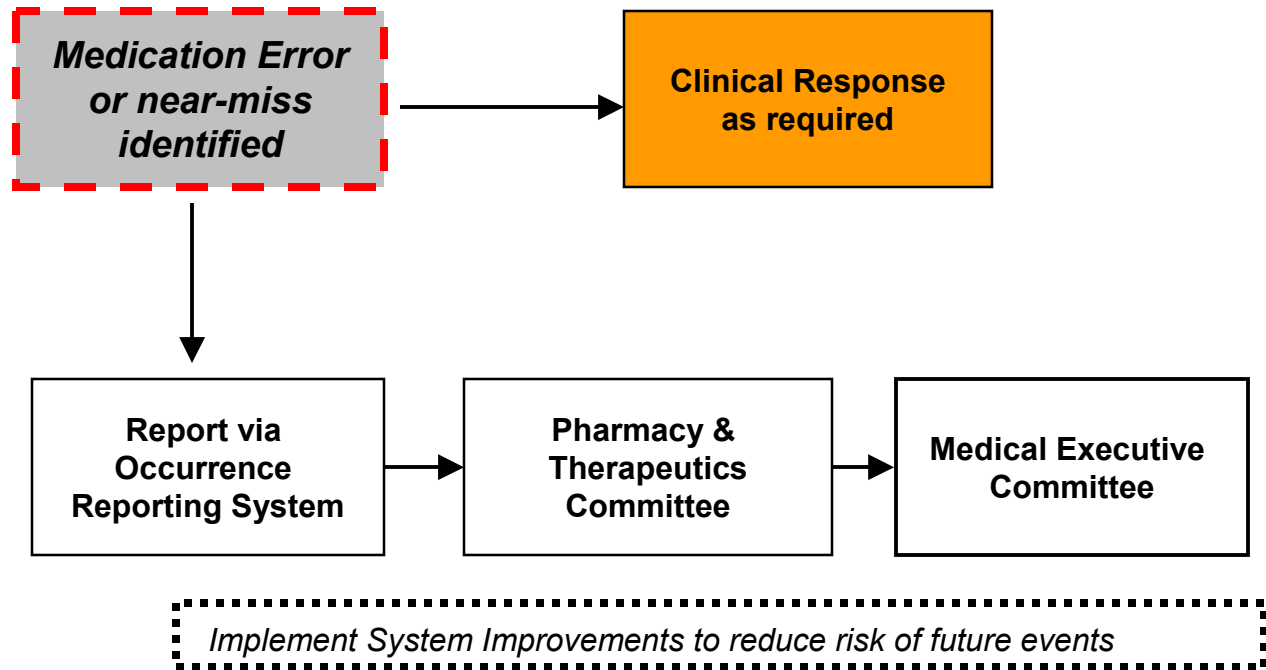 Medication Error
or near-miss
identified
Clinical Response
as required
Report via
Occurrence
Reporting System
Pharmacy &
Therapeutics
Committee
Medical Executive
Committee
Implement System Improvements to reduce risk of future events